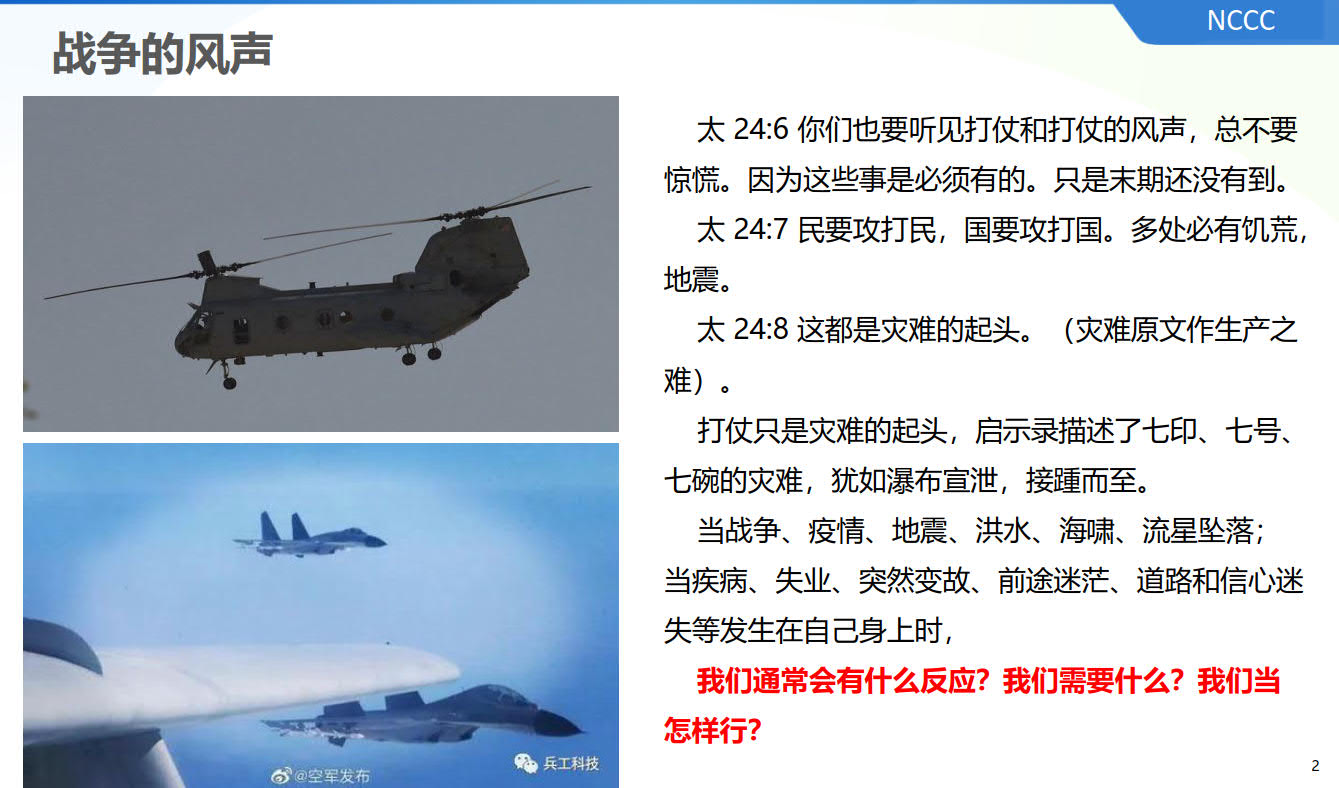 NCCC
战争的风声
太 24:6 你们也要听见打仗和打仗的风声，总不要
惊慌。因为这些事是必须有的。只是末期还没有到。
太 24:7 民要攻打民，国要攻打国。多处必有饥荒，
地震。
太 24:8 这都是灾难的起头。（灾难原文作生产之
难）。
打仗只是灾难的起头，启示录描述了七印、七号、
七碗的灾难，犹如瀑布宣泄，接踵而至。
当战争、疫情、地震、洪水、海啸、流星坠落；
当疾病、失业、突然变故、前途迷茫、道路和信心迷
失等发生在自己身上时，
我们通常会有什么反应？我们需要什么？我们当
怎样行？
@空军发布
兵工科技
2